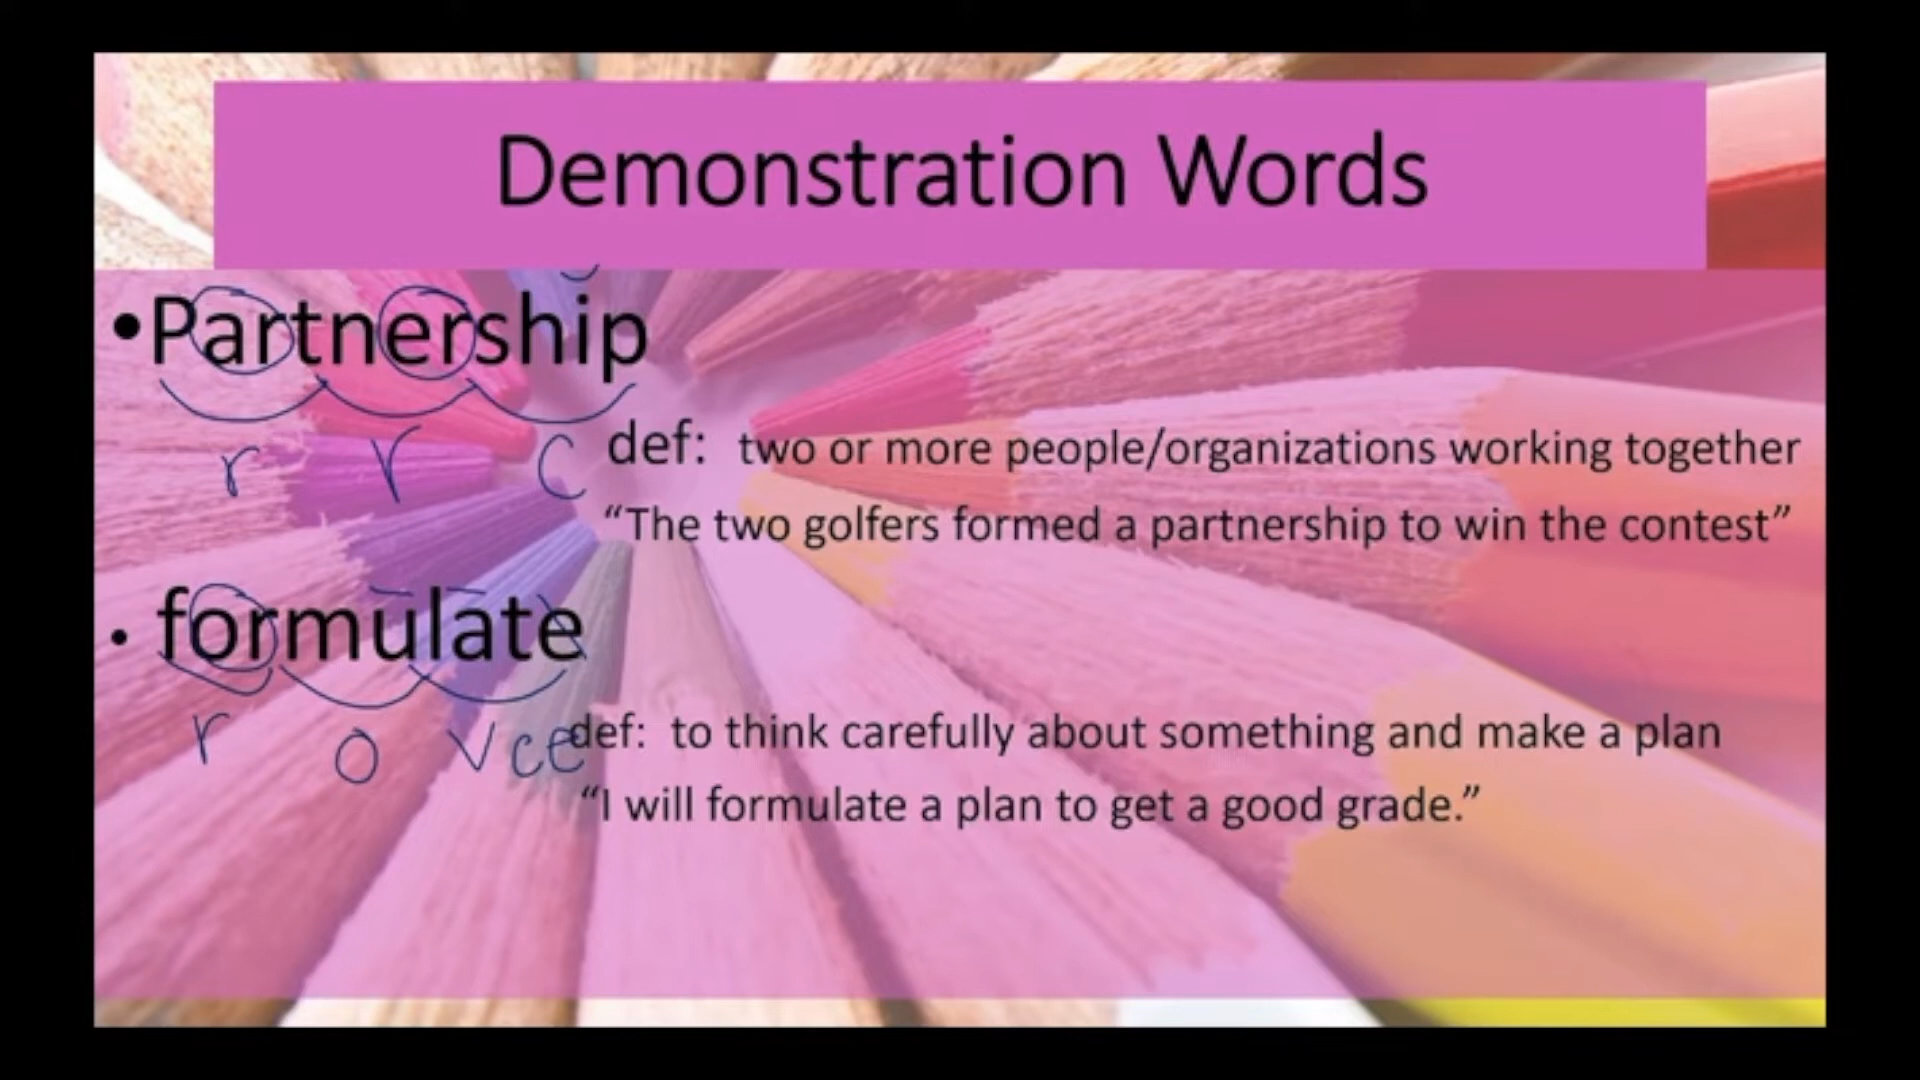 Demonstration Words
•Partnership
r r c
def: two or more people/organizations working together
“The two golfers formed a partnership to win the contest”
• formulate
r o vce
def: to think carefully about something and make a plan
“I will formulate a plan to get a good grade.”